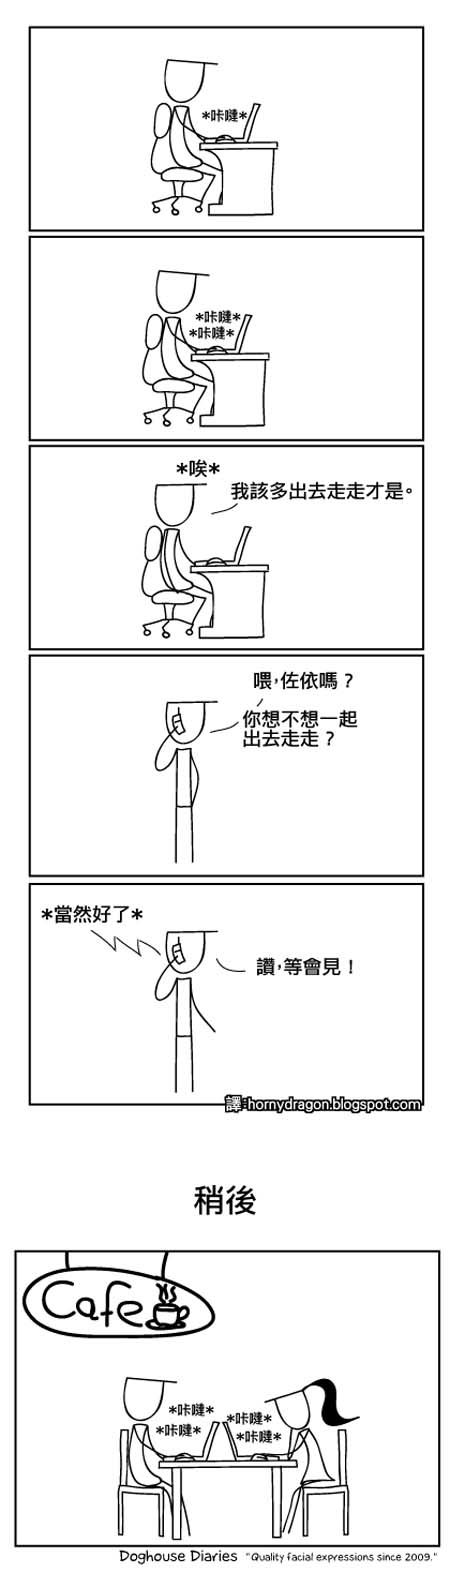 *咔噠*
*咔噠*
*咔噠*
*唉*
我該多出去走走才是。
喂，佐依嗎？
你想不想一起
出去走走？
*當然好了*
讚，等會見！
譯:hornydragon.blogspot.com
稍後
Cafe
*咔噠*
*咔噠*
*咔噠*
*咔噠*
Doghouse Diaries "Quality facial expressions since 2009."